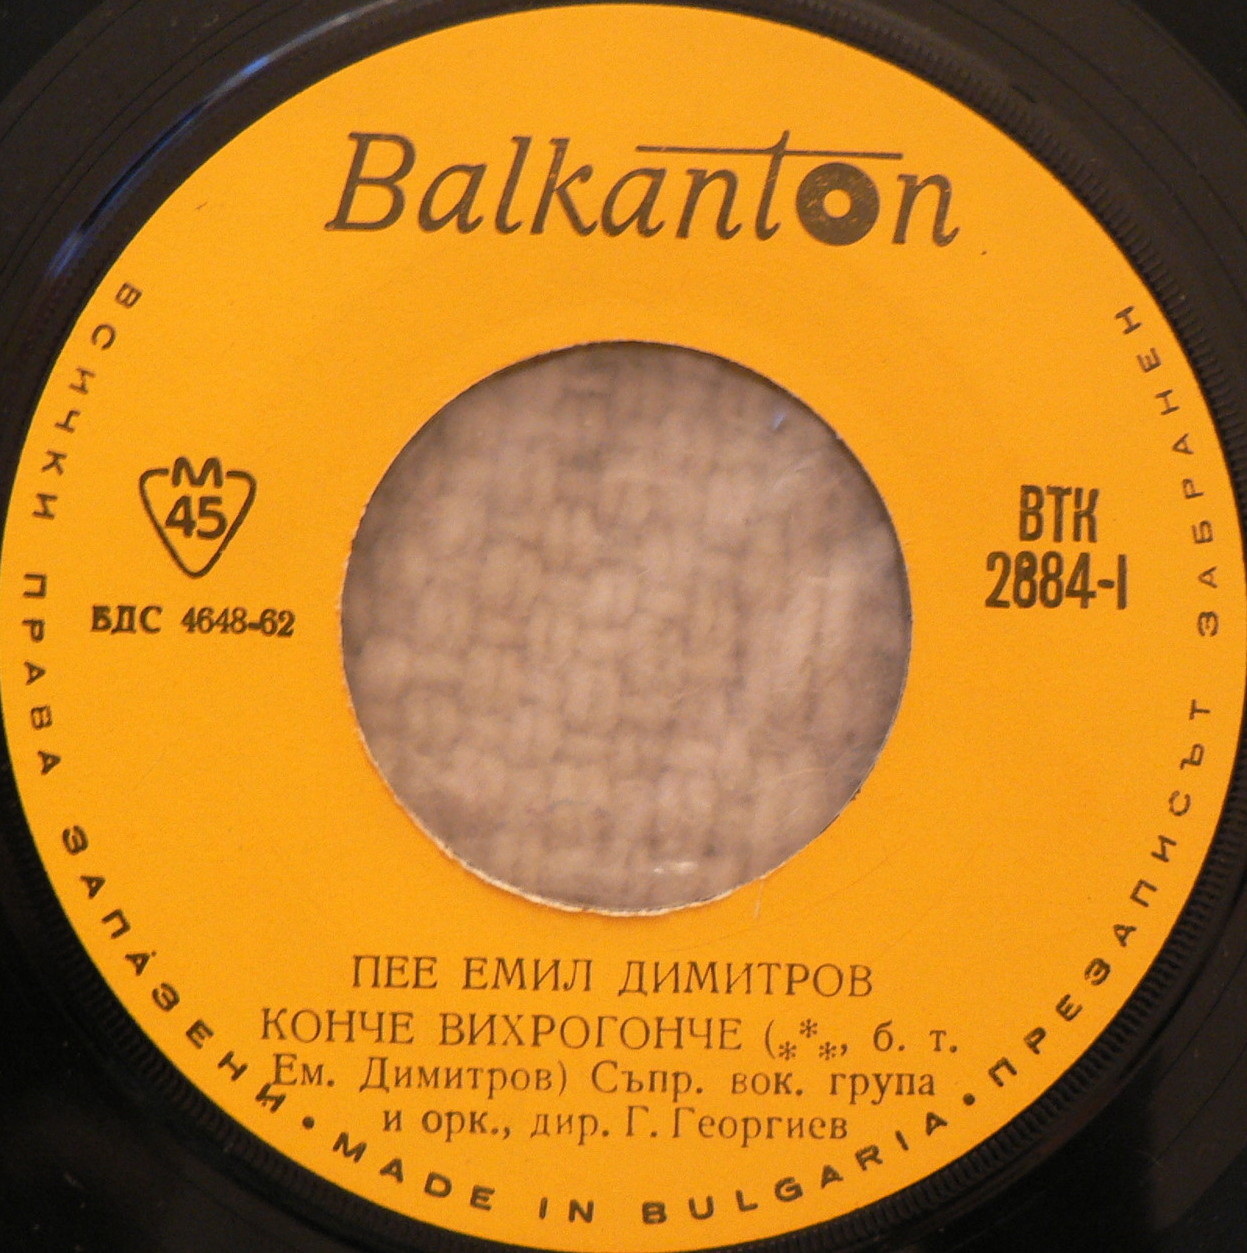 Balkanton
М
45
БДС 4648-62
ВТК
2884-I
ПЕЕ ЕМИЛ ДИМИТРОВ
КОНЧЕ ВИХРОГОНЧЕ (***, б. т.
Ем. Димитров) Съпр. вок. група
и орк., дир. Г. Георгиев
ВСИЧКИ ПРАВА ЗАПАЗЕНИ • MADE IN BULGARIA • ПРЕЗАПИСЪТ ЗАБРАНЕН